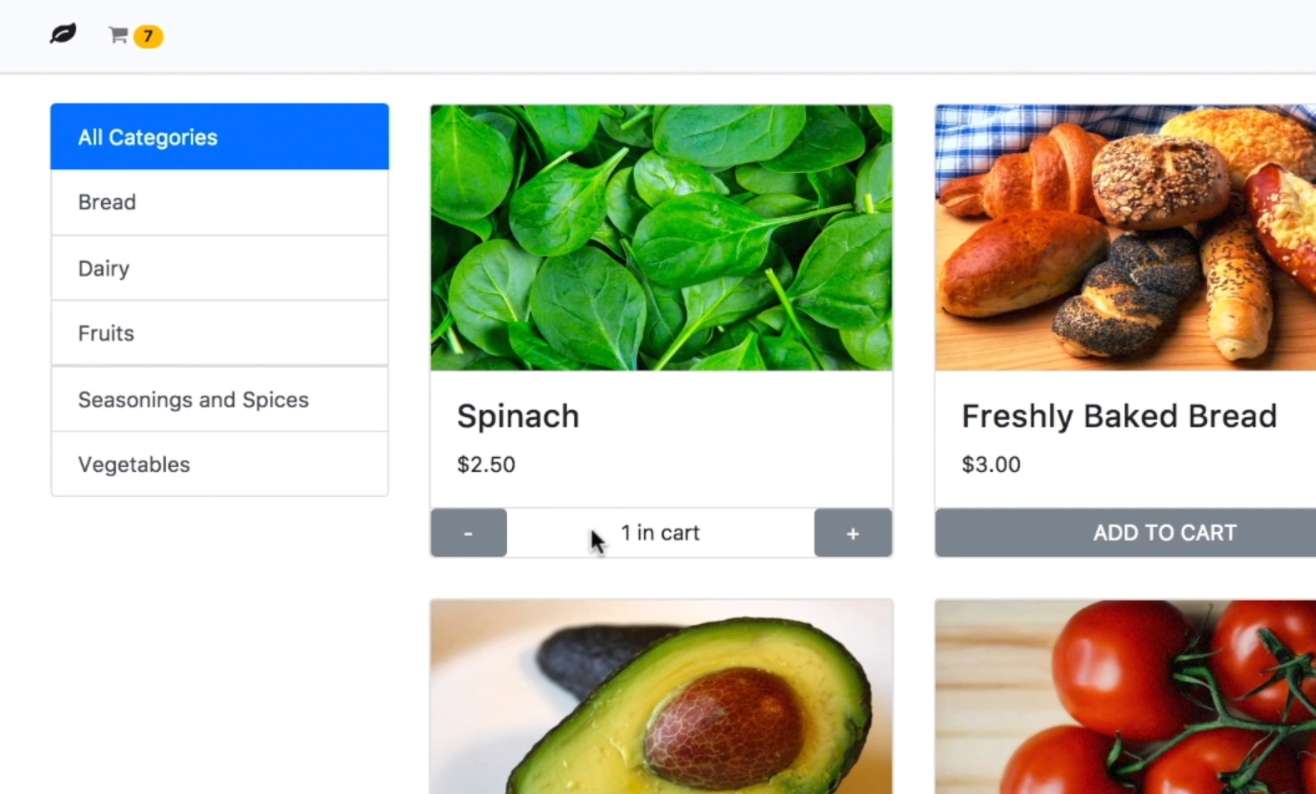 7
All Categories
Bread
Dairy
Fruits
Seasonings and Spices
Vegetables
Spinach
$2.50
- 1 in cart +
Freshly Baked Bread
$3.00
ADD TO CART